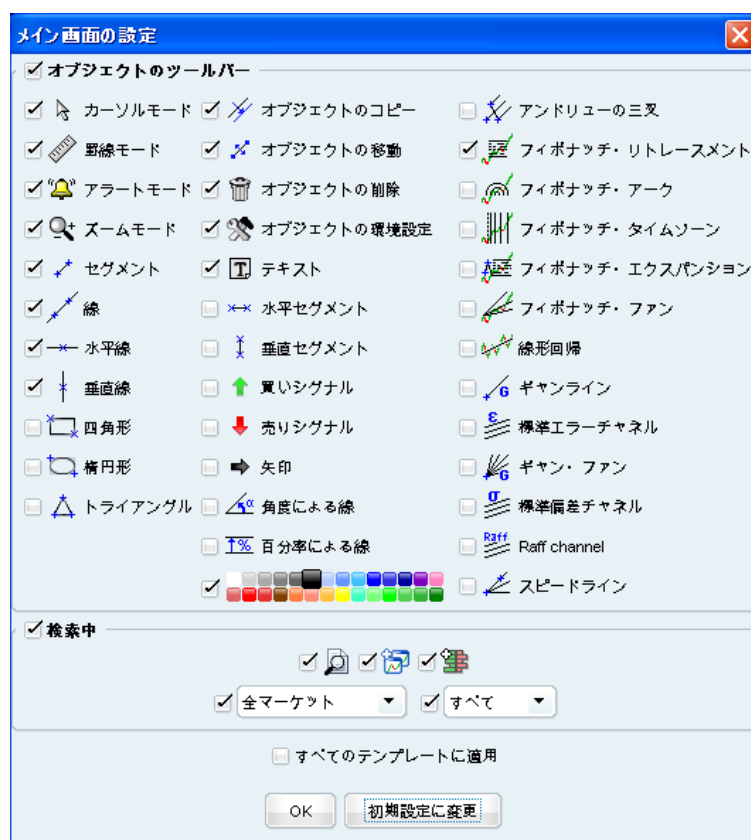 メイン画面の設定
オブジェクトのツールバー
カーソルモード
罫線モード
アラートモード
ズームモード
セグメント
線
水平線
垂直線
四角形
楕円形
トライアングル
オブジェクトのコピー
オブジェクトの移動
オブジェクトの削除
オブジェクトの環境設定
T テキスト
水平セグメント
垂直セグメント
買いシグナル
売りシグナル
矢印
α 角度による線
1% 百分率による線
アンドリューの三叉
フィボナッチ・リトレースメント
フィボナッチ・アーク
フィボナッチ・タイムゾーン
フィボナッチ・エクスパンション
フィボナッチ・ファン
線形回帰
G ギャンライン
ε 標準エラーチャネル
G ギャン・ファン
σ 標準偏差チャネル
Raff Raff channel
スピードライン
検索中
全マーケット
すべて
すべてのテンプレートに適用
OK
初期設定に変更